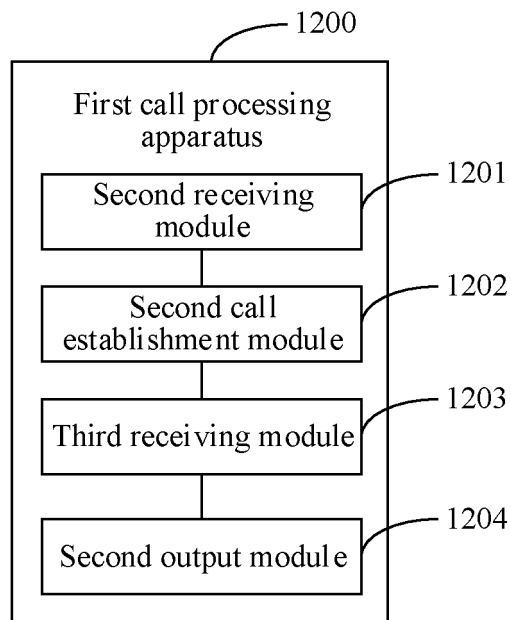 1200
First call processing
apparatus
Second receiving
module
1201
Second call
establishment module
1202
Third receiving module
1203
Second output module
1204